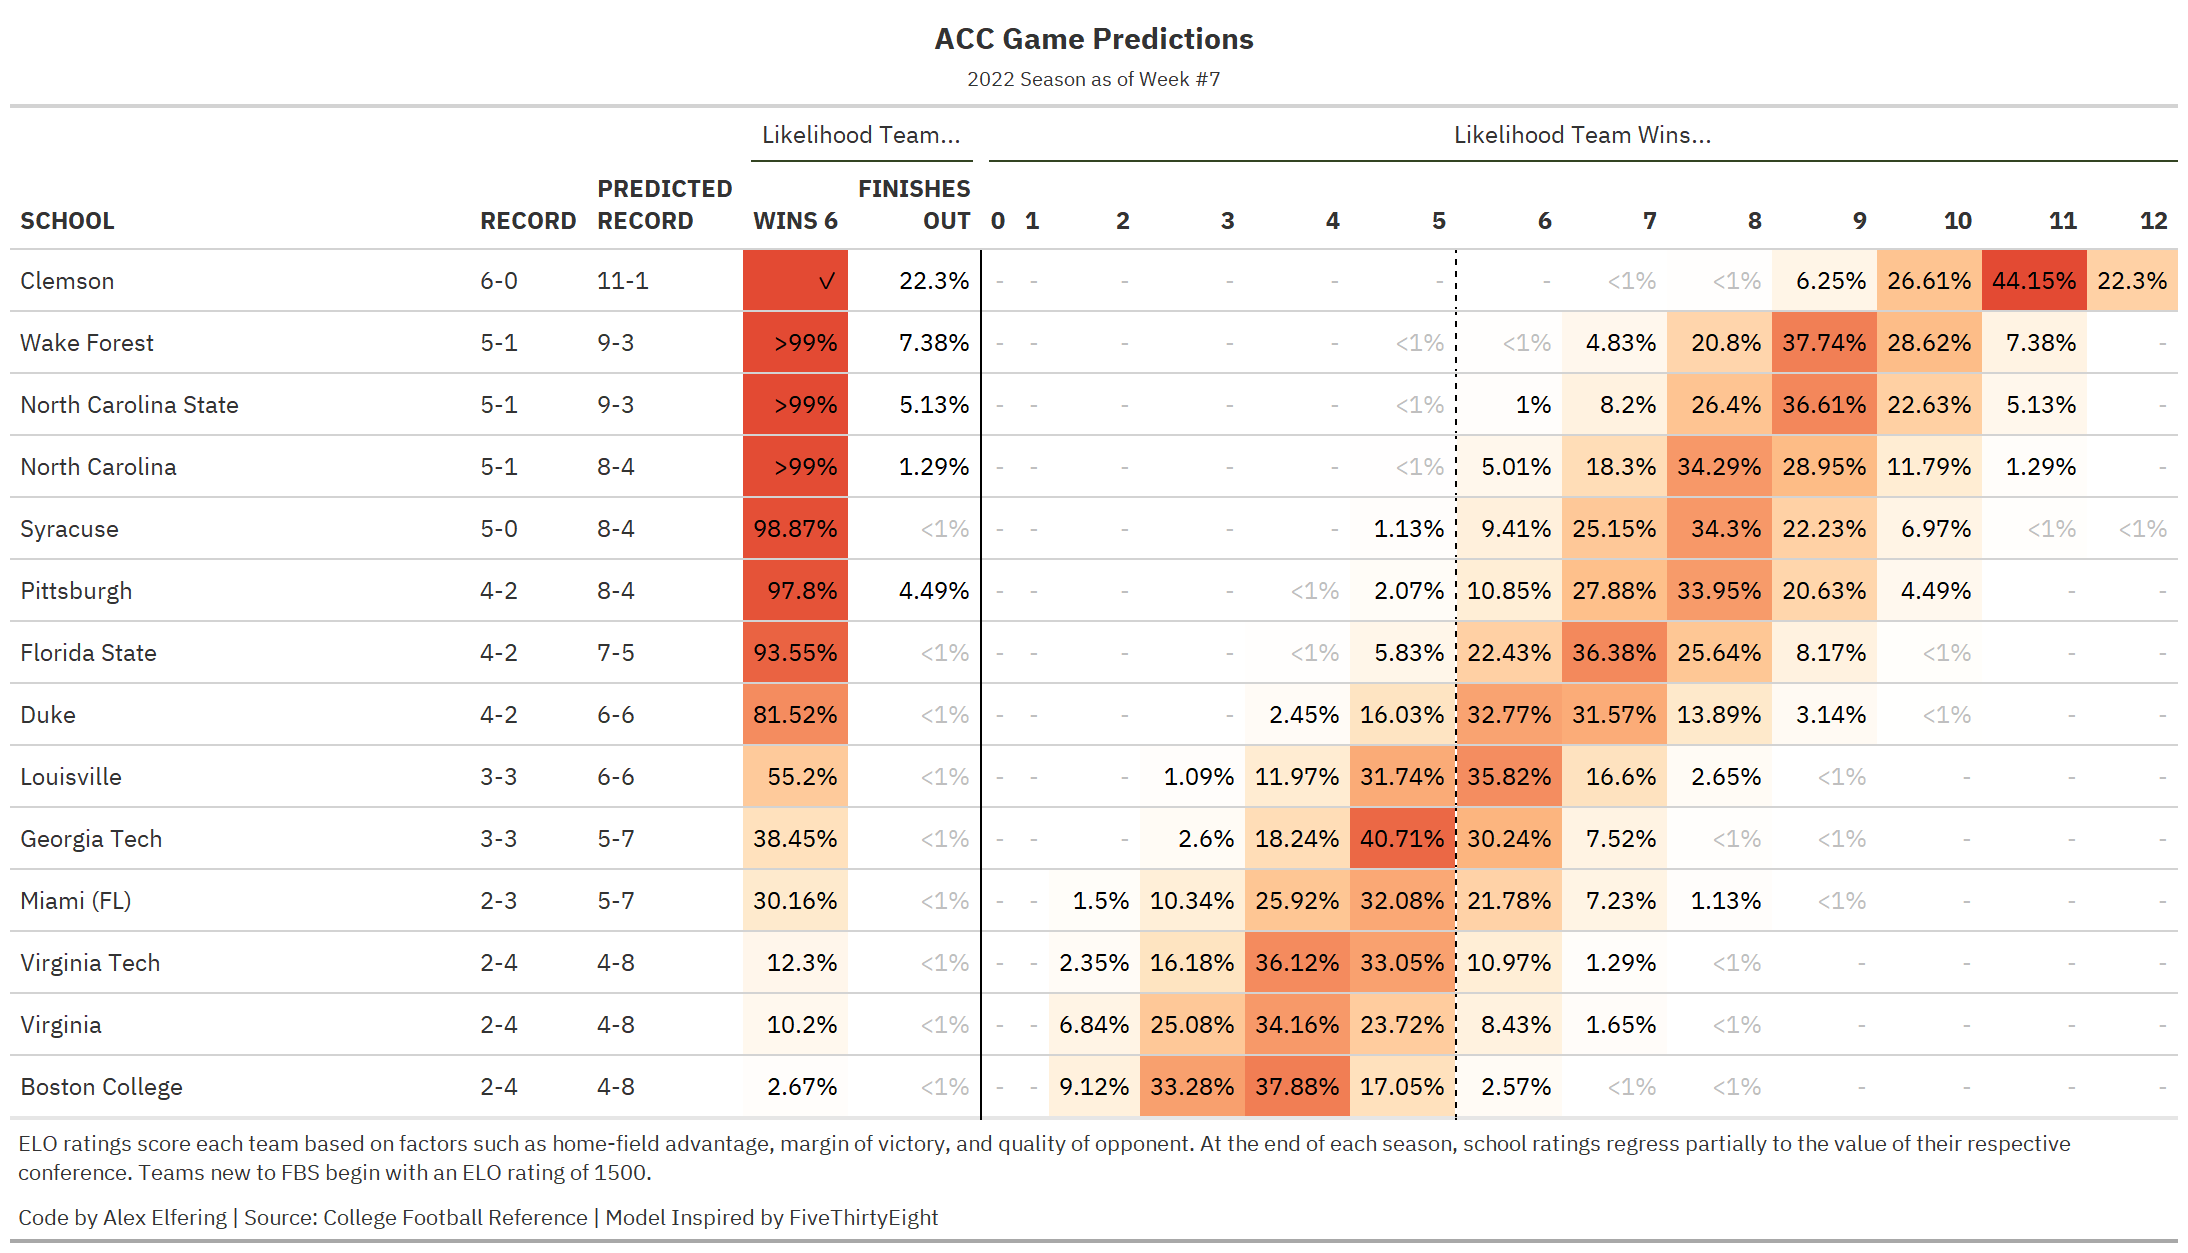 ACC Game Predictions
2022 Season as of Week #7
Likelihood Team... Likelihood Team Wins...
SCHOOL RECORD PREDICTED RECORD WINS 6 FINISHES OUT 0 1 2 3 4 5 6 7 8 9 10 11 12
Clemson 6-0 11-1 √ 22.3% - - - - - - - <1% <1% 6.25% 26.61% 44.15% 22.3%
Wake Forest 5-1 9-3 >99% 7.38% - - - - - <1% <1% 4.83% 20.8% 37.74% 28.62% 7.38% -
North Carolina State 5-1 9-3 >99% 5.13% - - - - - <1% 1% 8.2% 26.4% 36.61% 22.63% 5.13% -
North Carolina 5-1 8-4 >99% 1.29% - - - - - <1% 5.01% 18.3% 34.29% 28.95% 11.79% 1.29% -
Syracuse 5-0 8-4 98.87% <1% - - - - - 1.13% 9.41% 25.15% 34.3% 22.23% 6.97% <1% <1%
Pittsburgh 4-2 8-4 97.8% 4.49% - - - - <1% 2.07% 10.85% 27.88% 33.95% 20.63% 4.49% - -
Florida State 4-2 7-5 93.55% <1% - - - - <1% 5.83% 22.43% 36.38% 25.64% 8.17% <1% - -
Duke 4-2 6-6 81.52% <1% - - - - 2.45% 16.03% 32.77% 31.57% 13.89% 3.14% <1% - -
Louisville 3-3 6-6 55.2% <1% - - - 1.09% 11.97% 31.74% 35.82% 16.6% 2.65% <1% - - -
Georgia Tech 3-3 5-7 38.45% <1% - - - 2.6% 18.24% 40.71% 30.24% 7.52% <1% <1% - - -
Miami (FL) 2-3 5-7 30.16% <1% - - 1.5% 10.34% 25.92% 32.08% 21.78% 7.23% 1.13% <1% - - -
Virginia Tech 2-4 4-8 12.3% <1% - - 2.35% 16.18% 36.12% 33.05% 10.97% 1.29% <1% - - - -
Virginia 2-4 4-8 10.2% <1% - - 6.84% 25.08% 34.16% 23.72% 8.43% 1.65% <1% - - - -
Boston College 2-4 4-8 2.67% <1% - - 9.12% 33.28% 37.88% 17.05% 2.57% <1% <1% - - - -
ELO ratings score each team based on factors such as home-field advantage, margin of victory, and quality of opponent. At the end of each season, school ratings regress partially to the value of their respective
conference. Teams new to FBS begin with an ELO rating of 1500.
Code by Alex Elfering | Source: College Football Reference | Model Inspired by FiveThirtyEight